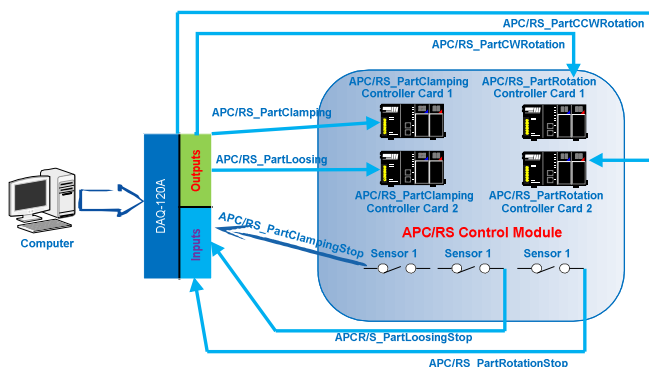 APC/RS_PartCCWRotation
APC/RS_PartCWRotation
APC/RS_PartClamping
Controller Card 1
APC/RS_PartRotation
Controller Card 1
APC/RS_PartClamping
APC/RS_PartLoosing
Outputs
DAQ-120A
Inputs
Computer
APC/RS_PartClamping
Controller Card 2
APC/RS_PartRotation
Controller Card 2
APC/RS_PartClampingStop
APC/RS Control Module
Sensor 1
Sensor 1
Sensor 1
APCR/S_PartLoosingStop
APC/RS_PartRotationStop